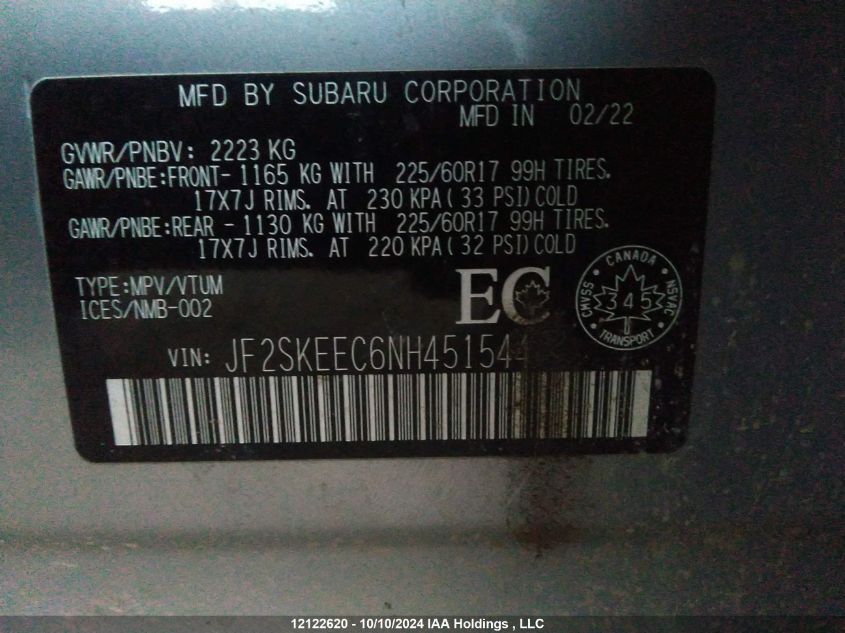 MFD BY SUBARU CORPORATION
MFD IN 02/22
GVWR/PNBV: 2223 KG
GAWR/PNBE:FRONT- 1165 KG WITH 225/60R17 99H TIRES.
17X7J RIMS. AT 230 KPA( 33 PSI)COLD
GAWR/PNBE:REAR - 1130 KG WITH 225/60R17 99H TIRES.
17X7J RIMS. AT 220 KPA( 32 PSI)COLD
TYPE:MPV/VTUM
ICES/NMB-002
EC
CANADA
CMVSS 345 NSVAC
TRANSPORT
VIN: JF2SKEEC6NH451544
12122620 - 10/10/2024 IAA Holdings , LLC